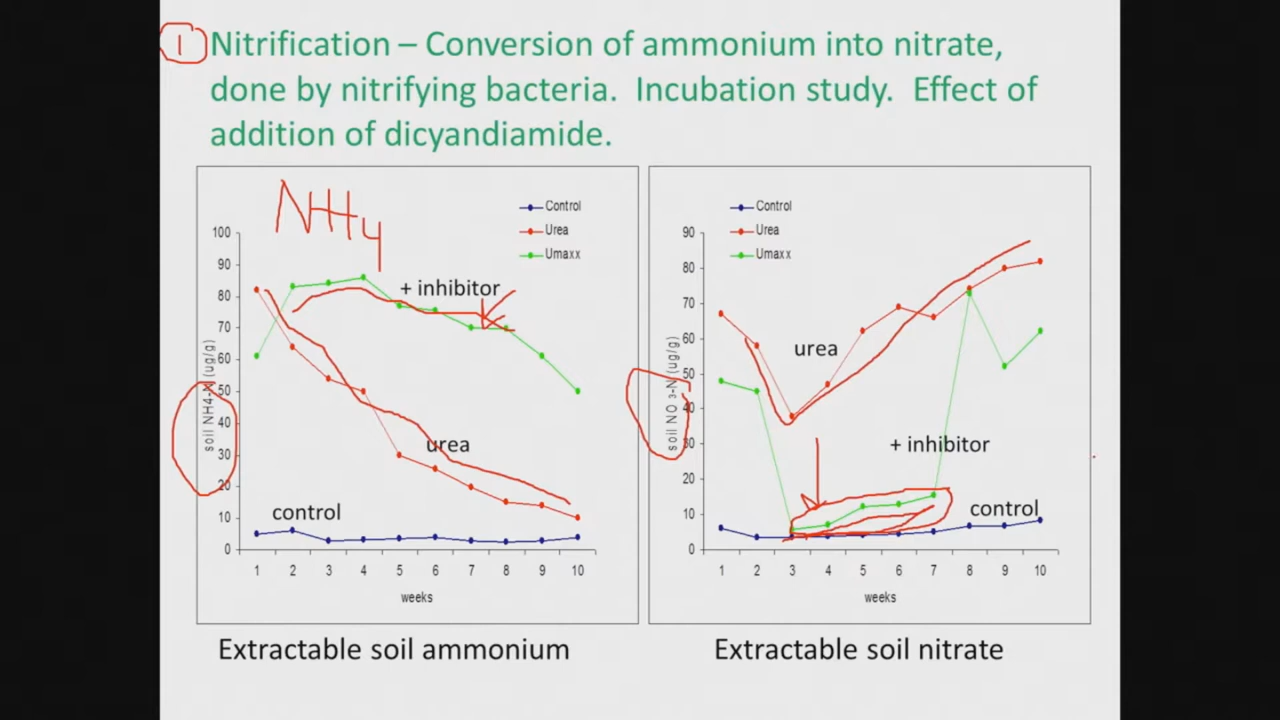 1
Nitrification – Conversion of ammonium into nitrate,
done by nitrifying bacteria. Incubation study. Effect of
addition of dicyandiamide.
NHH4
Control
Urea
Umaxx
100
90
80
70
60
50
40
30
20
10
0
soil NH4-N (ug/g)
+ inhibitor
urea
control
1 2 3 4 5 6 7 8 9 10
weeks
Extractable soil ammonium
Control
Urea
Umaxx
90
80
70
60
50
40
30
20
10
0
soil NO 3-N (ug/g)
urea
+ inhibitor
control
1 2 3 4 5 6 7 8 9 10
weeks
Extractable soil nitrate